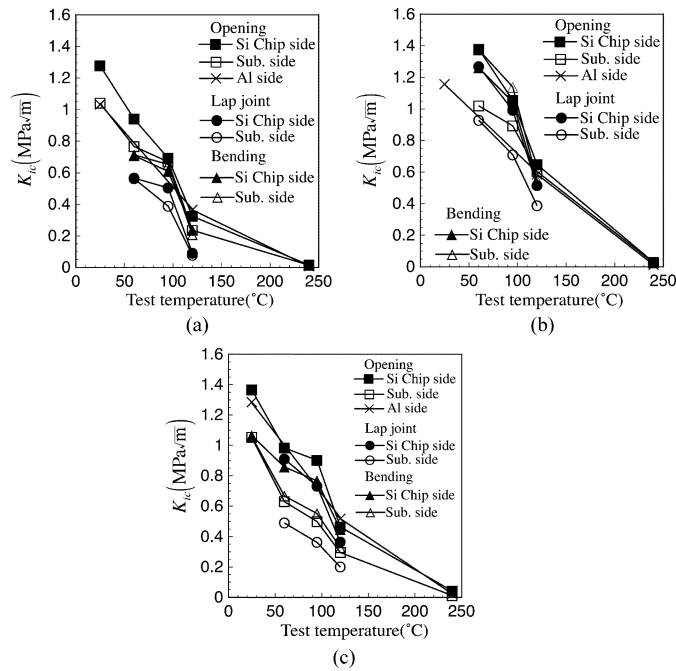 1.6
1.4
1.2
1
0.8
0.6
0.4
0.2
0
K_ic(MPa√m)
0 50 100 150 200 250
Test temperature(˚C)
Opening
Si Chip side
Sub. side
Al side
Lap joint
Si Chip side
Sub. side
Bending
Si Chip side
Sub. side
(a)
1.6
1.4
1.2
1
0.8
0.6
0.4
0.2
0
K_ic(MPa√m)
0 50 100 150 200 250
Test temperature(˚C)
Opening
Si Chip side
Sub. side
Al side
Lap joint
Si Chip side
Sub. side
Bending
Si Chip side
Sub. side
(b)
1.6
1.4
1.2
1
0.8
0.6
0.4
0.2
0
K_ic(MPa√m)
0 50 100 150 200 250
Test temperature(˚C)
Opening
Si Chip side
Sub. side
Al side
Lap joint
Si Chip side
Sub. side
Bending
Si Chip side
Sub. side
(c)